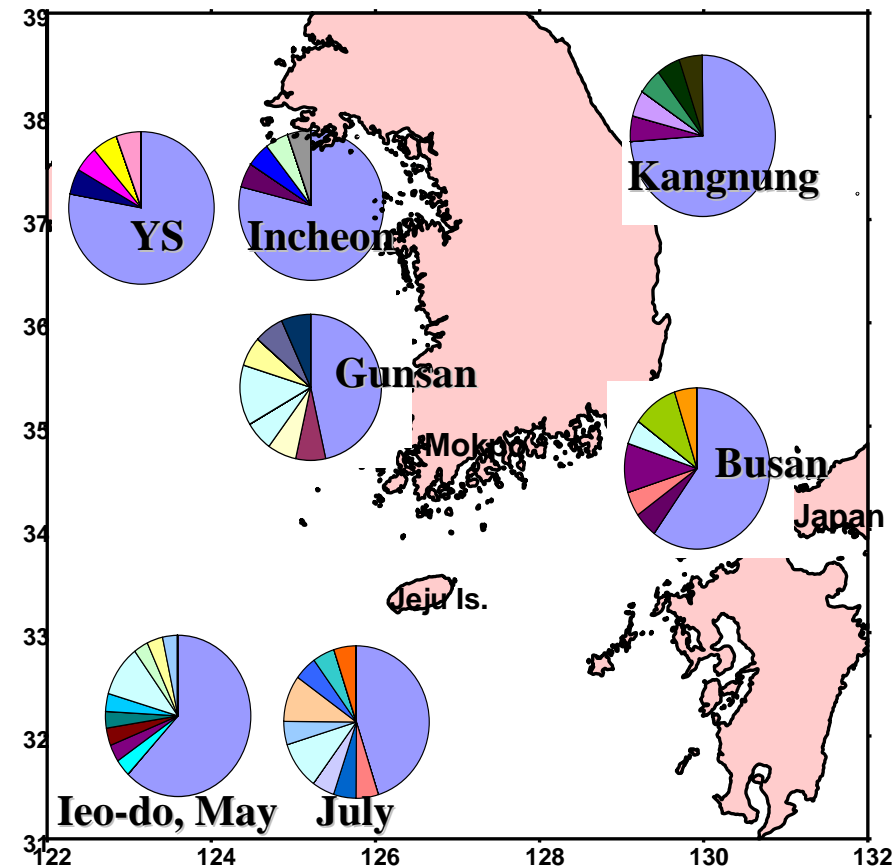 39
38
Kangnung
37
YS
Incheon
36
Gunsan
35
Mokpo
Busan
34
Japan
Jeju Is.
33
32
Ieo-do, May
July
31
122
124
126
128
130
132